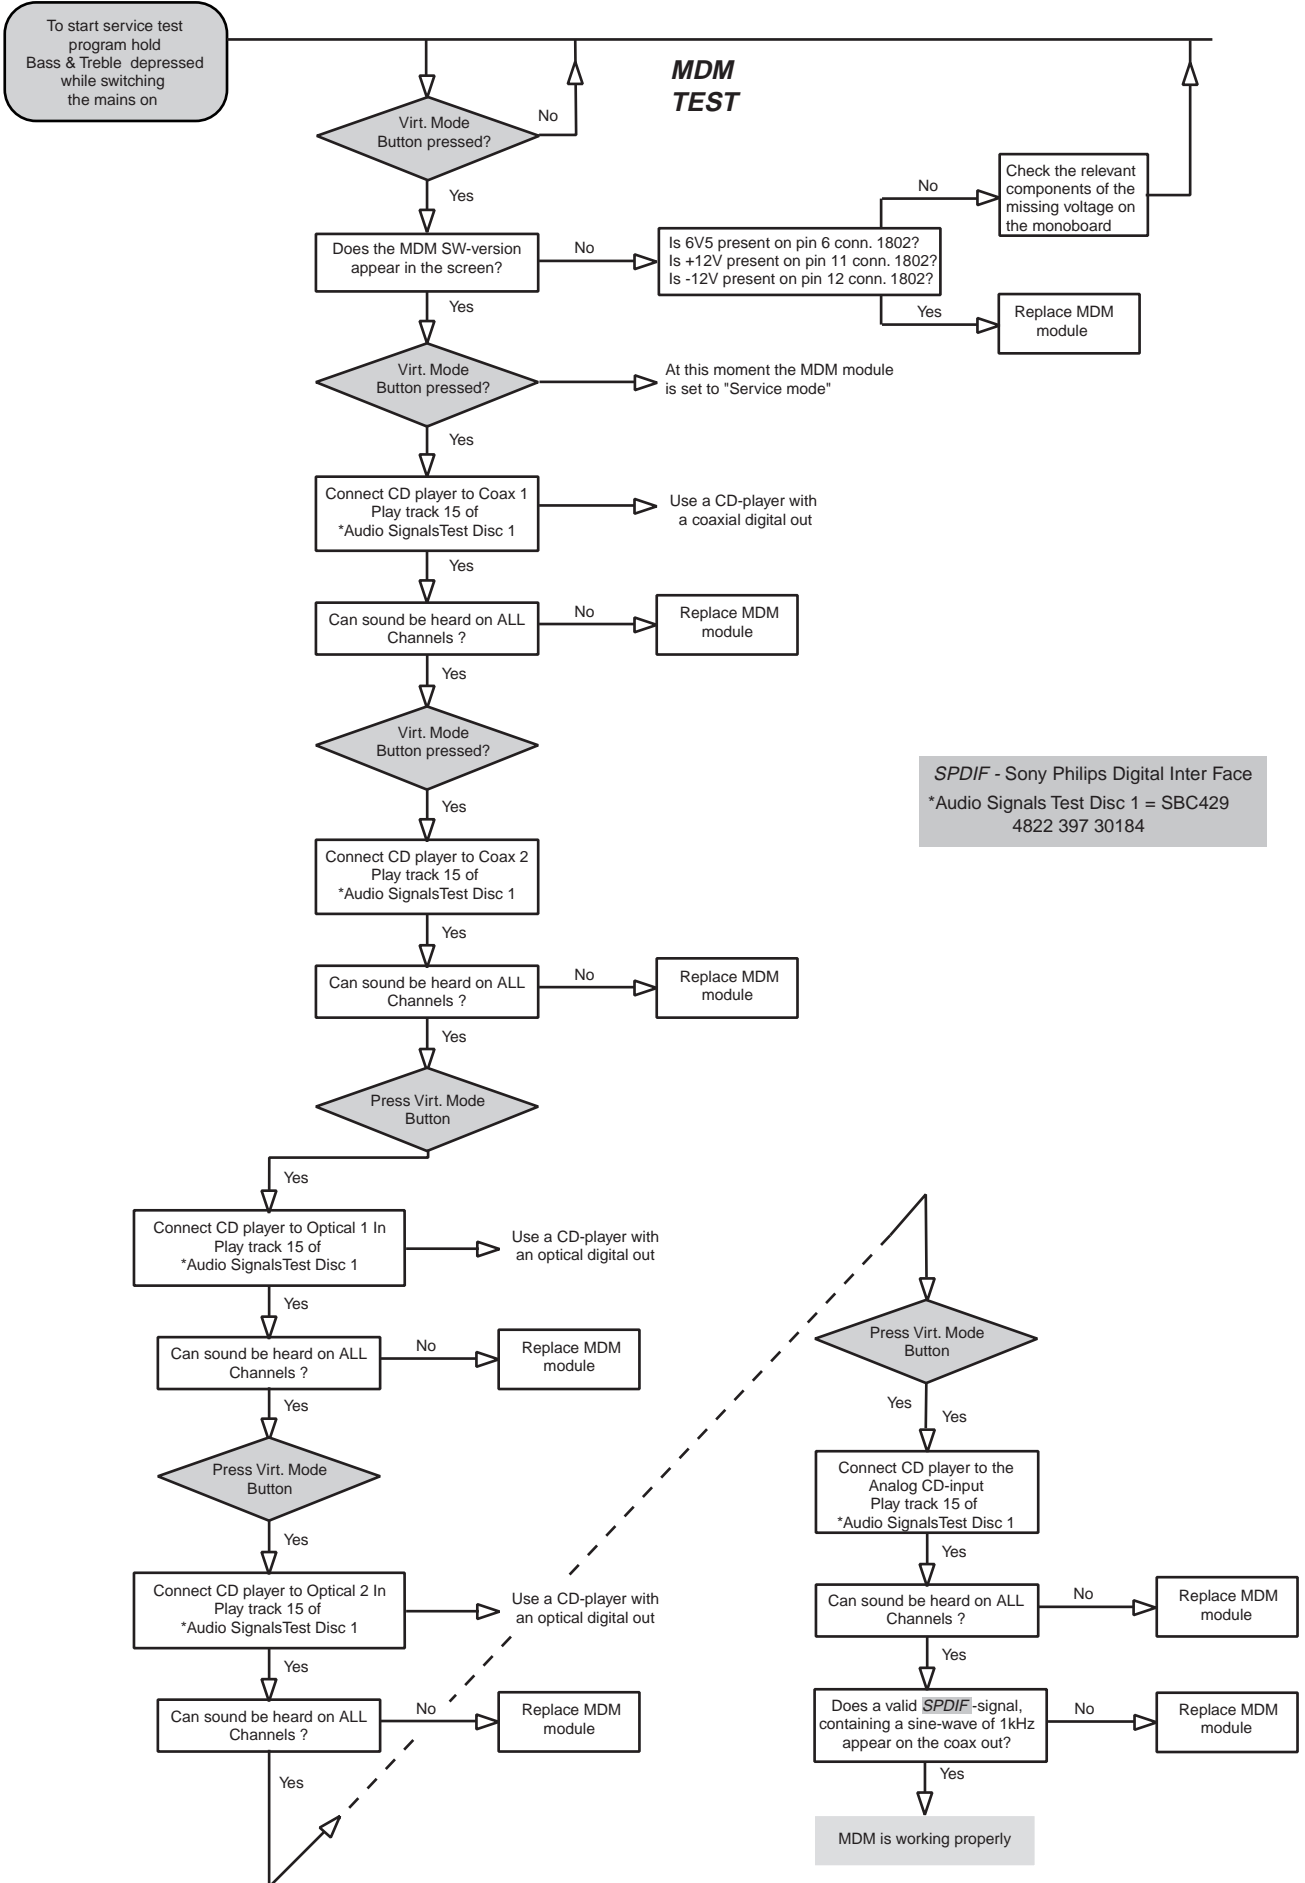 To start service test
program hold
Bass & Treble depressed
while switching
the mains on
MDM
TEST
Virt. Mode
Button pressed?
No
Yes
Does the MDM SW-version
appear in the screen?
No
Is 6V5 present on pin 6 conn. 1802?
Is +12V present on pin 11 conn. 1802?
Is -12V present on pin 12 conn. 1802?
No
Check the relevant
components of the
missing voltage on
the monoboard
Yes
Replace MDM
module
Yes
Virt. Mode
Button pressed?
At this moment the MDM module
is set to "Service mode"
Yes
Connect CD player to Coax 1
Play track 15 of
*Audio SignalsTest Disc 1
Use a CD-player with
a coaxial digital out
Yes
Can sound be heard on ALL
Channels ?
No
Replace MDM
module
Yes
Virt. Mode
Button pressed?
SPDIF - Sony Philips Digital Inter Face
*Audio Signals Test Disc 1 = SBC429
4822 397 30184
Yes
Connect CD player to Coax 2
Play track 15 of
*Audio SignalsTest Disc 1
Yes
Can sound be heard on ALL
Channels ?
No
Replace MDM
module
Yes
Press Virt. Mode
Button
Yes
Connect CD player to Optical 1 In
Play track 15 of
*Audio SignalsTest Disc 1
Use a CD-player with
an optical digital out
Yes
Can sound be heard on ALL
Channels ?
No
Replace MDM
module
Yes
Press Virt. Mode
Button
Yes
Connect CD player to Optical 2 In
Play track 15 of
*Audio SignalsTest Disc 1
Use a CD-player with
an optical digital out
Yes
Can sound be heard on ALL
Channels ?
No
Replace MDM
module
Yes
Press Virt. Mode
Button
Yes
Yes
Connect CD player to the
Analog CD-input
Play track 15 of
*Audio SignalsTest Disc 1
Yes
Can sound be heard on ALL
Channels ?
No
Replace MDM
module
Yes
Does a valid SPDIF -signal,
containing a sine-wave of 1kHz
appear on the coax out?
No
Replace MDM
module
Yes
MDM is working properly